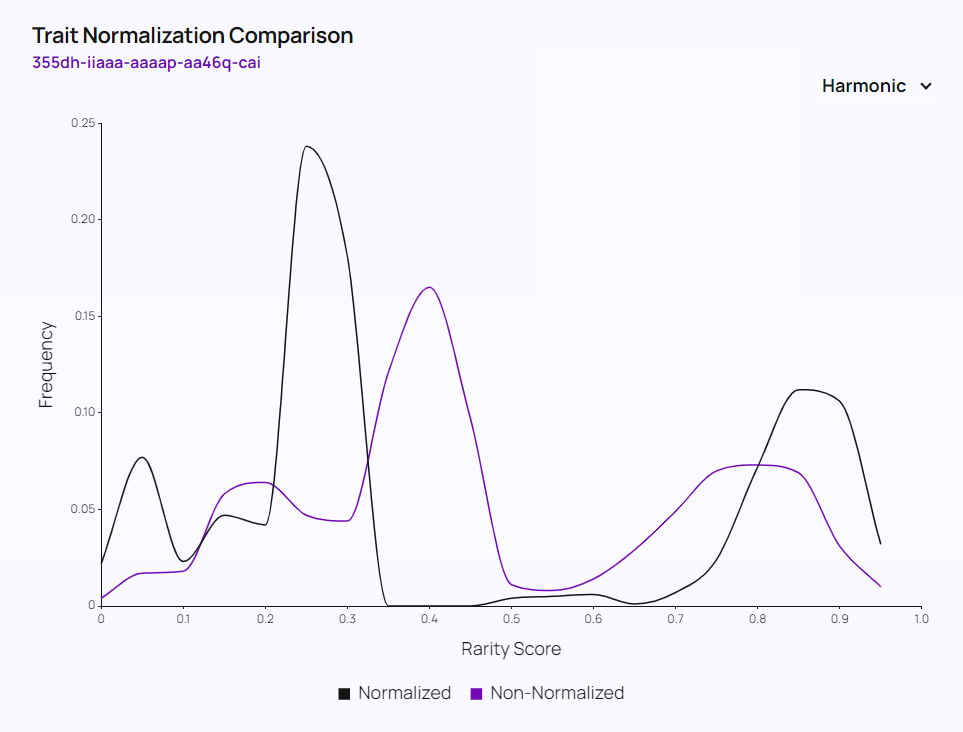 Trait Normalization Comparison
355dh-iiaaa-aaaap-aa46q-cai
Harmonic
0.25
0.20
0.15
0.10
0.05
0
Frequency
0 0.1 0.2 0.3 0.4 0.5 0.6 0.7 0.8 0.9 1.0
Rarity Score
Normalized Non-Normalized